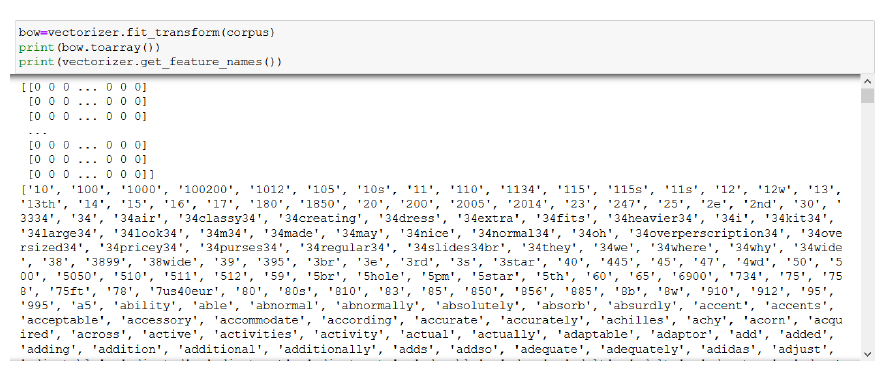 bow=vectorizer.fit_transform(corpus)
print(bow.toarray())
print(vectorizer.get_feature_names())
[[0 0 0 ... 0 0 0]
[0 0 0 ... 0 0 0]
[0 0 0 ... 0 0 0]
...
[0 0 0 ... 0 0 0]
[0 0 0 ... 0 0 0]
[0 0 0 ... 0 0 0]]
['10', '100', '1000', '100200', '1012', '105', '10s', '11', '110', '1134', '115', '115s', '11s', '12', '12w', '13',
'13th', '14', '15', '16', '17', '180', '1850', '20', '200', '2005', '2014', '23', '247', '25', '2e', '2nd', '30', '
3334', '34', '34air', '34classy34', '34creating', '34dress', '34extra', '34fits', '34heavier34', '34i', '34kit34',
'34large34', '34look34', '34m34', '34made', '34may', '34nice', '34normal34', '34oh', '34overperscription34', '34ove
rsized34', '34pricey34', '34purses34', '34regular34', '34slides34br', '34they', '34we', '34where', '34why', '34wide
', '38', '3899', '38wide', '39', '395', '3br', '3e', '3rd', '3s', '3star', '40', '445', '45', '47', '4wd', '50', '5
00', '5050', '510', '511', '512', '59', '5br', '5hole', '5pm', '5star', '5th', '60', '65', '6900', '734', '75', '75
8', '75ft', '78', '7us40eur', '80', '80s', '810', '83', '85', '850', '856', '885', '8b', '8w', '910', '912', '95',
'995', 'a5', 'ability', 'able', 'abnormal', 'abnormally', 'absolutely', 'absorb', 'absurdly', 'accent', 'accents',
'acceptable', 'accessory', 'accommodate', 'according', 'accurate', 'accurately', 'achilles', 'achy', 'acorn', 'acqu
ired', 'across', 'active', 'activities', 'activity', 'actual', 'actually', 'adaptable', 'adaptor', 'add', 'added',
'adding', 'addition', 'additional', 'additionally', 'adds', 'addso', 'adequate', 'adequately', 'adidas', 'adjust',